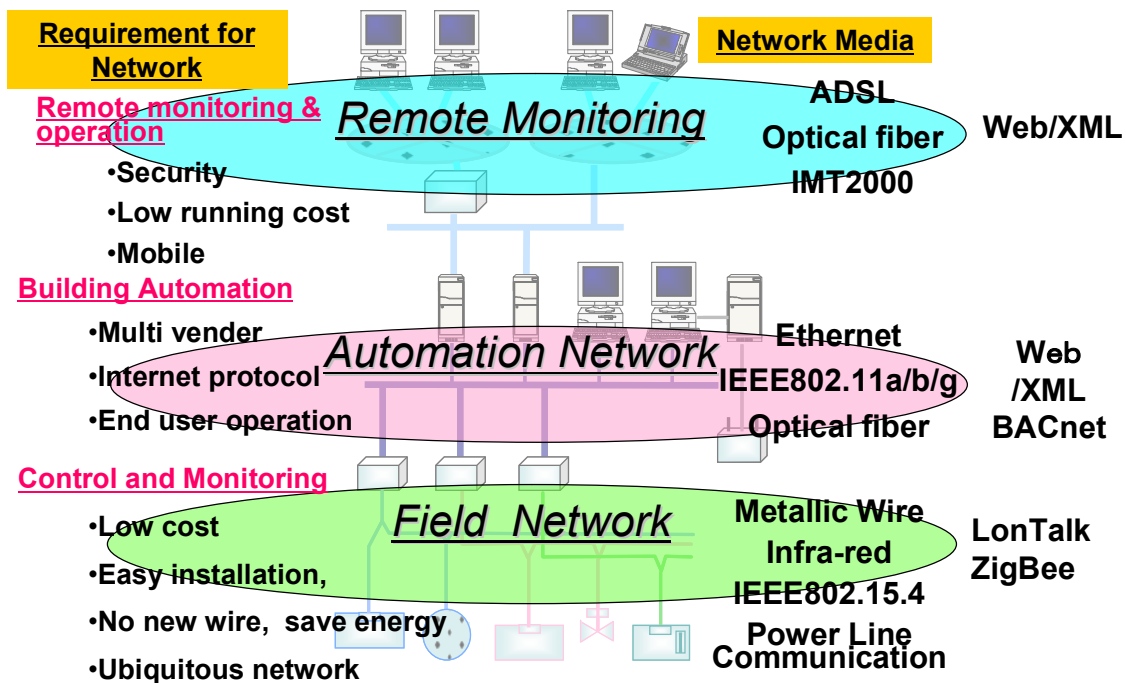 Requirement for
Network
Network Media
Remote monitoring &
operation
•Security
•Low running cost
•Mobile
Remote Monitoring
ADSL
Optical fiber
IMT2000
Web/XML
Building Automation
•Multi vender
•Internet protocol
•End user operation
Automation Network
Ethernet
IEEE802.11a/b/g
Optical fiber
Web
/XML
BACnet
Control and Monitoring
•Low cost
•Easy installation,
•No new wire, save energy
•Ubiquitous network
Field Network
Metallic Wire
Infra-red
IEEE802.15.4
Power Line
Communication
LonTalk
ZigBee